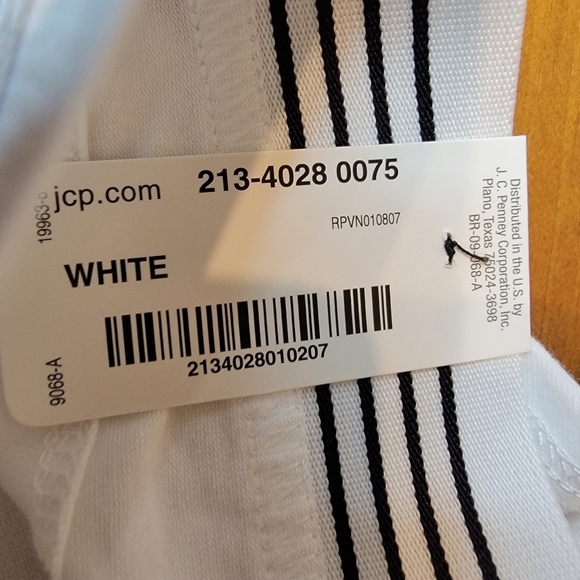 jcp.com
213-4028 0075
RPVN010807
WHITE
2134028010207
9068-A
Distributed in the U.S. by
J. C. Penney Corporation, Inc.
Plano, Texas 75024-3698